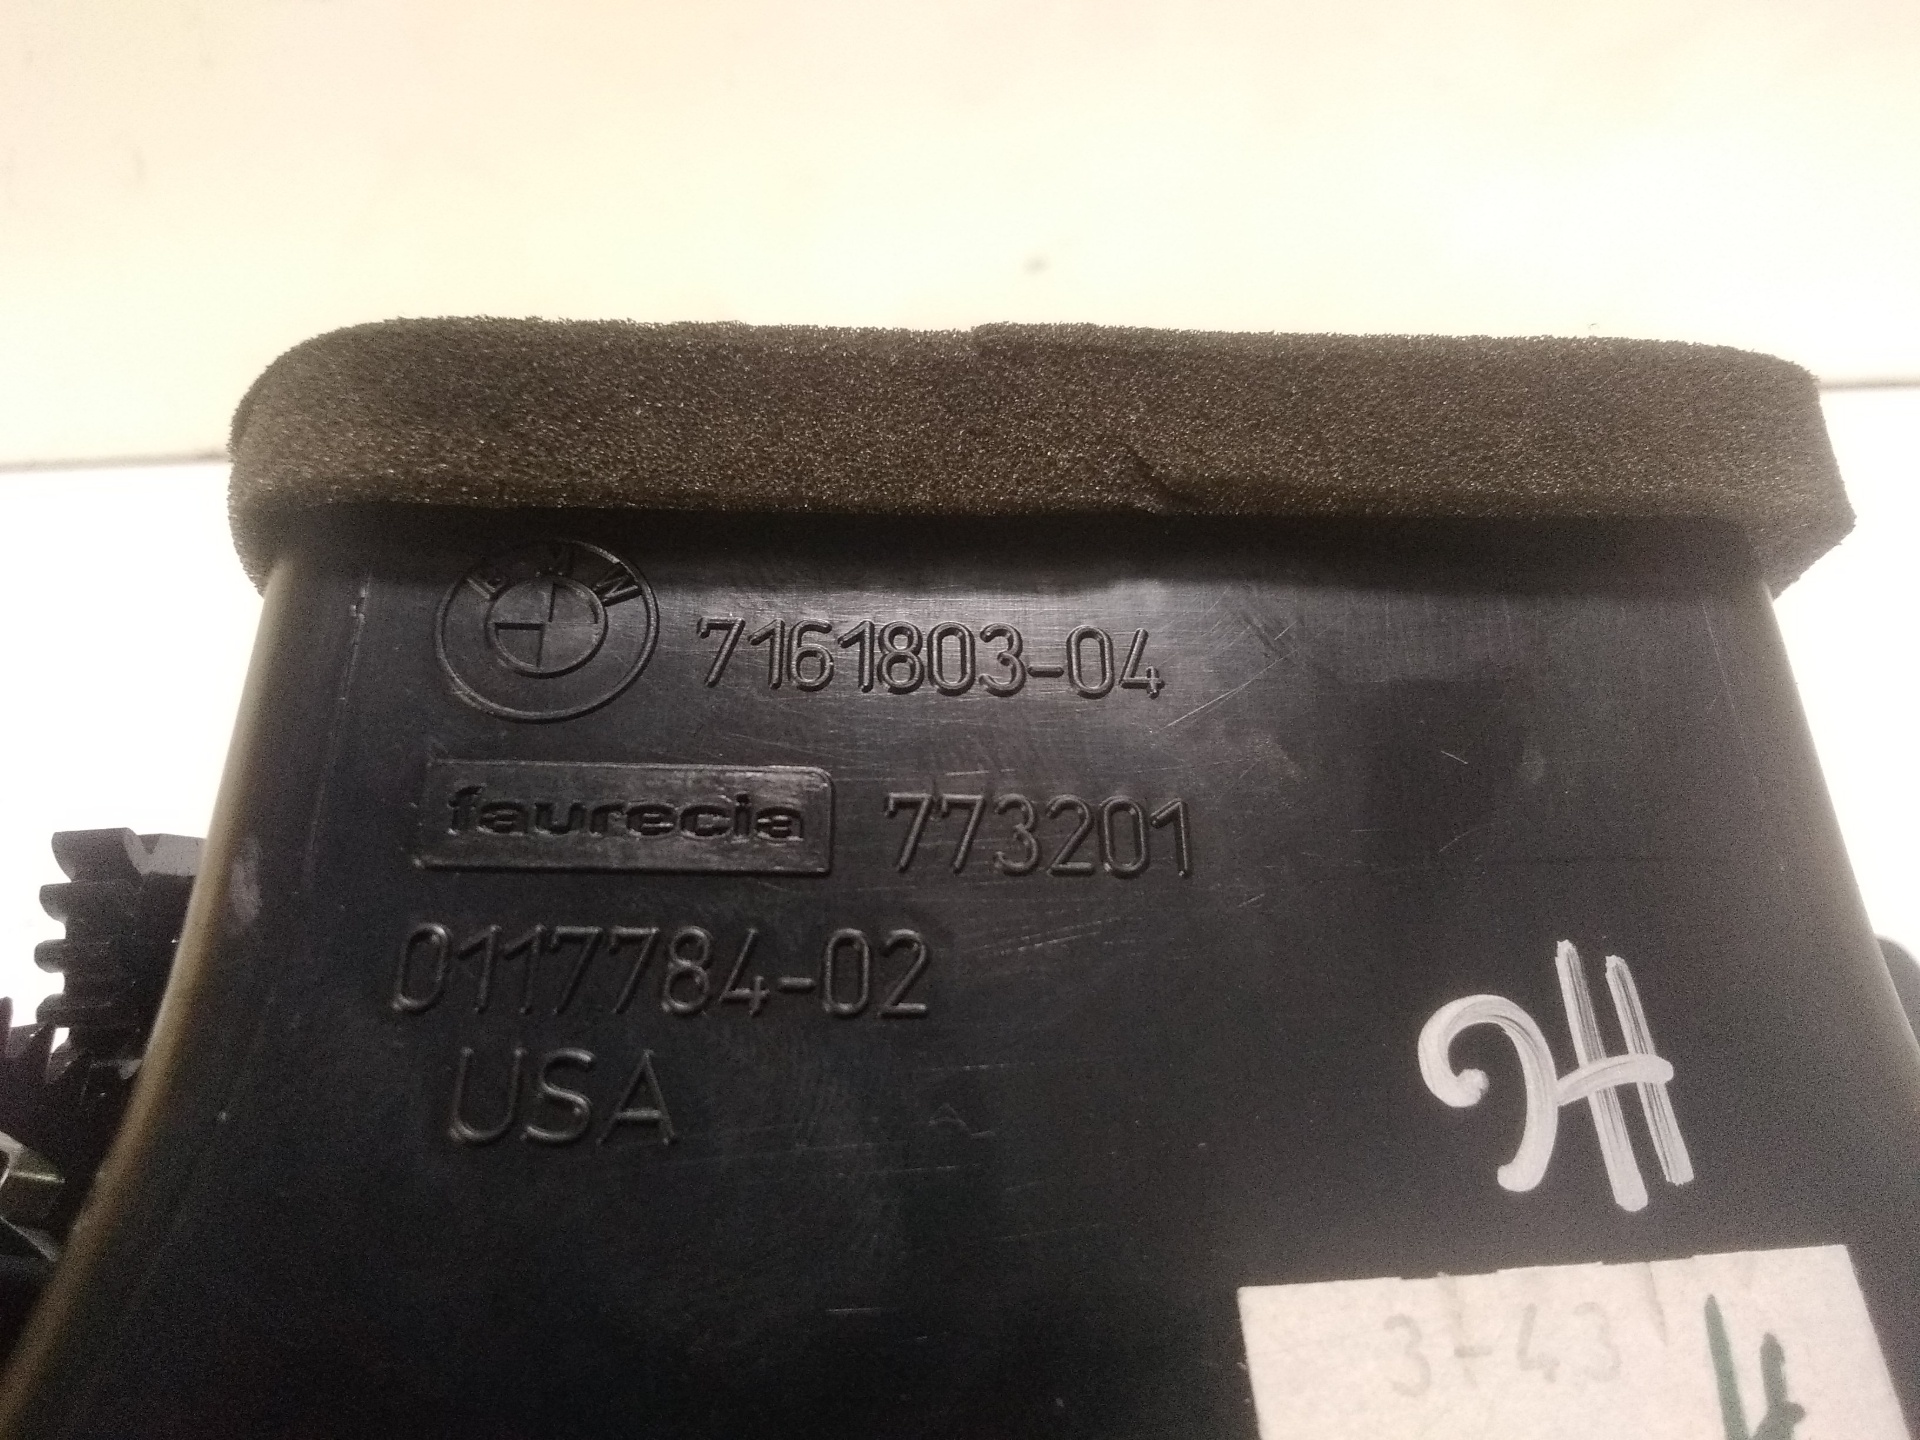 BMW 7161803-04
faurecia 773201
0117784-02
USA
3-43